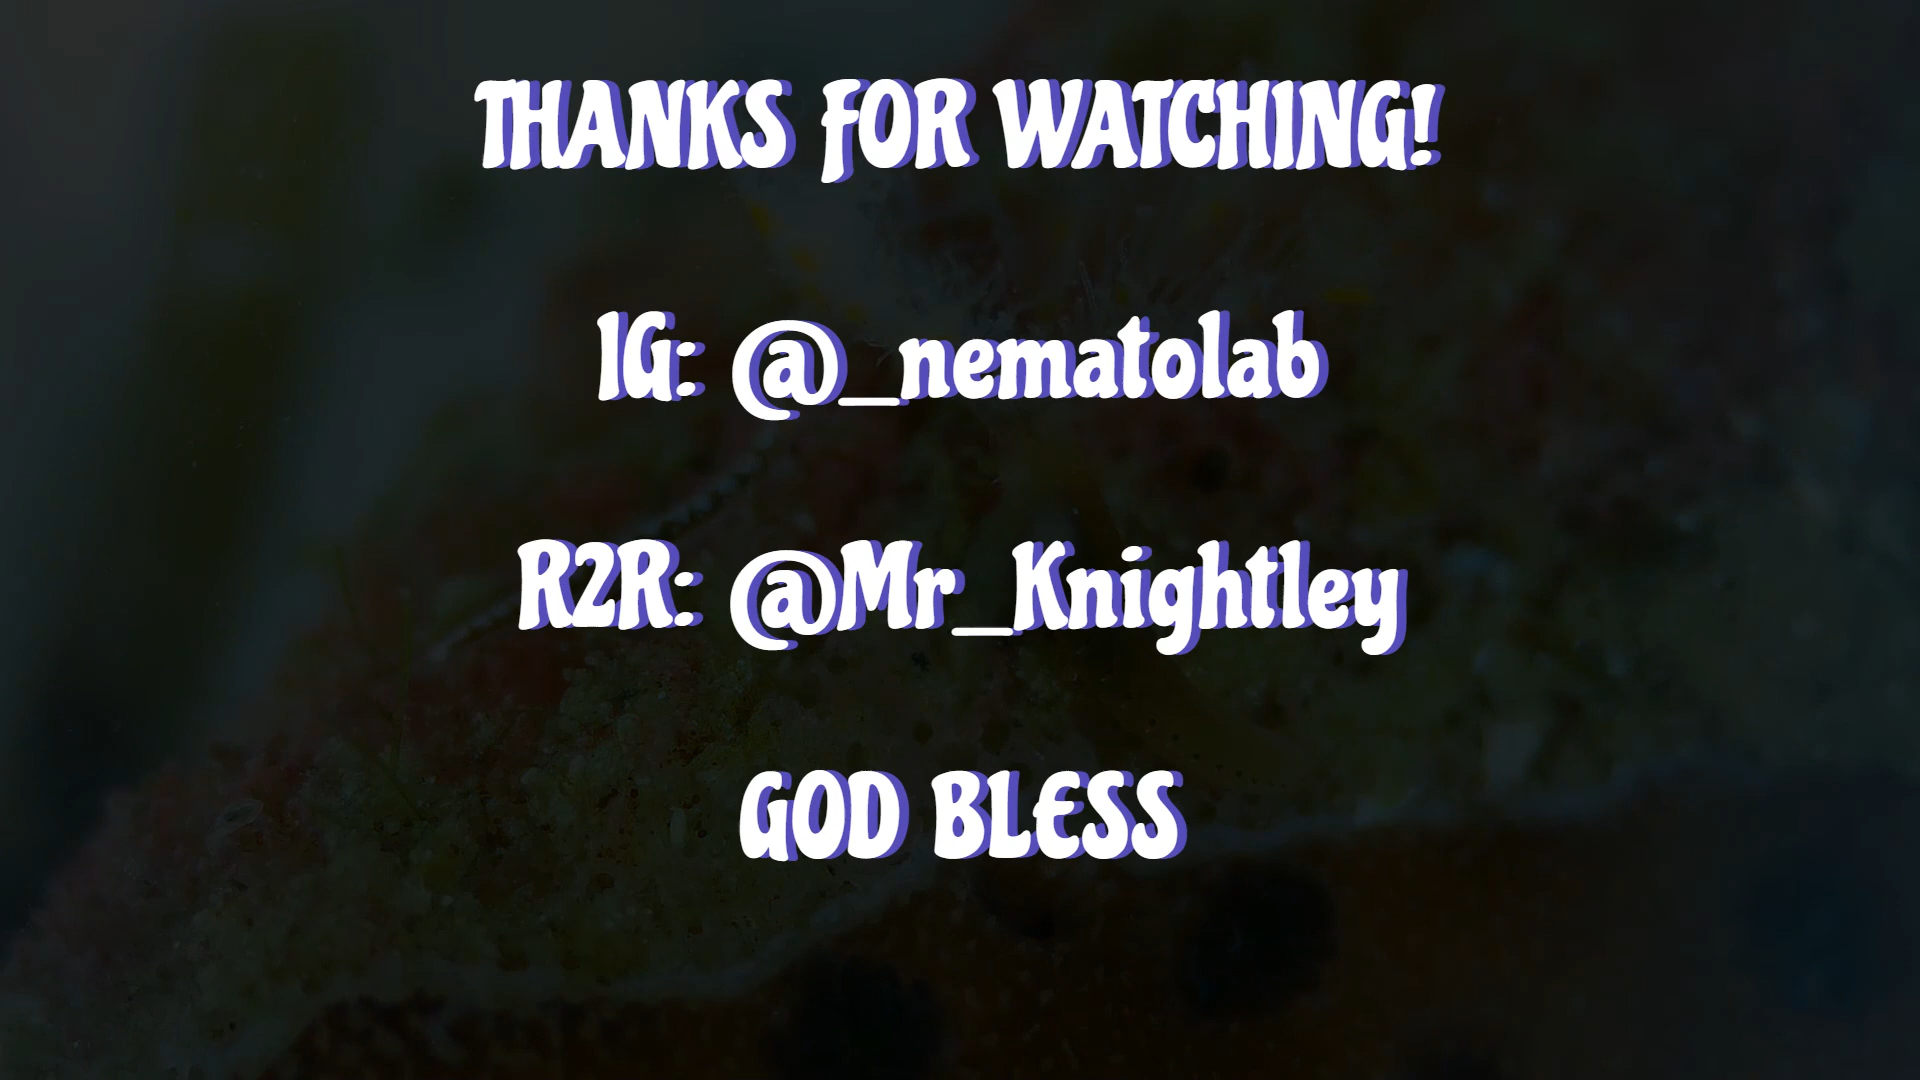 THANKS FOR WATCHING!
IG: @_nematolab
R2R: @Mr_Knightley
GOD BLESS